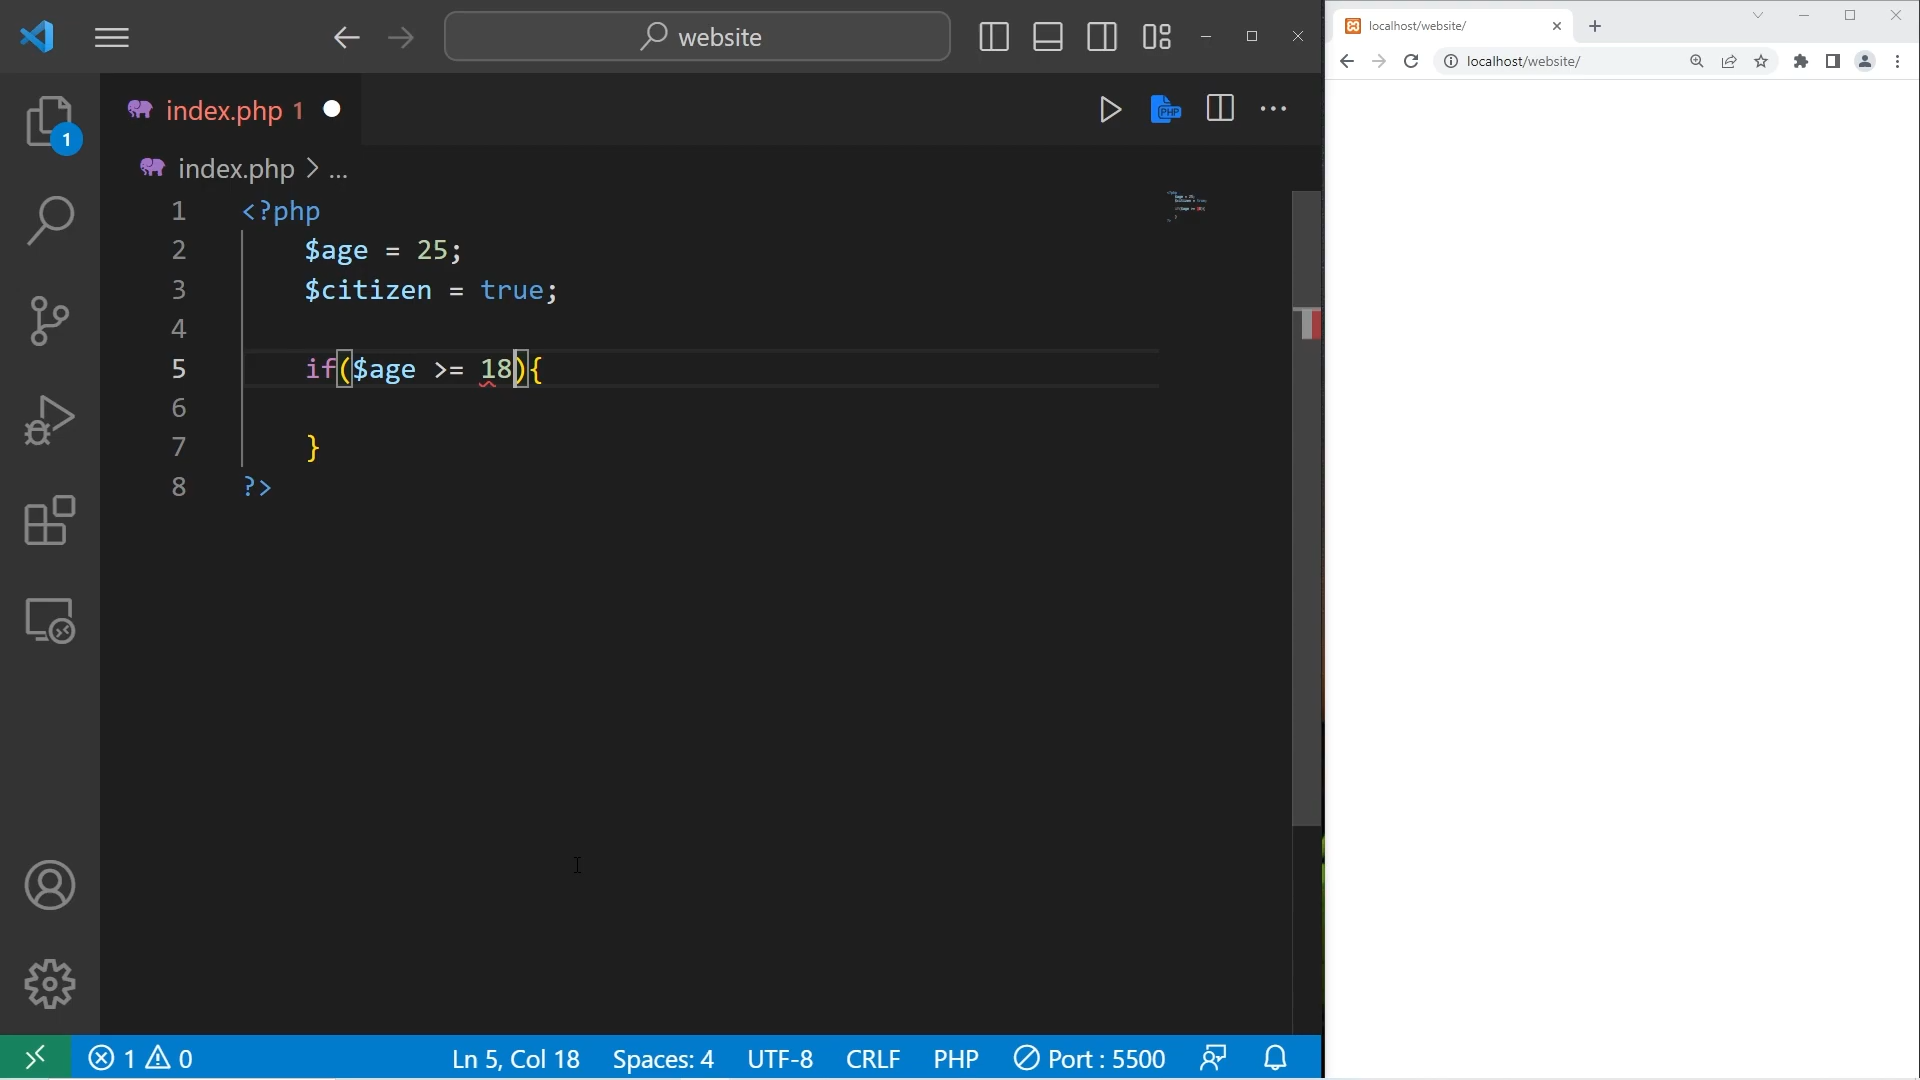 website
index.php 1
index.php > ...
1 <?php
2 $age = 25;
3 $citizen = true;
4
5 if($age >= 18){
6
7 }
8 ?>
1
PHP
1 0
Ln 5, Col 18
Spaces: 4
UTF-8
CRLF
PHP
Port : 5500
localhost/website/
localhost/website/